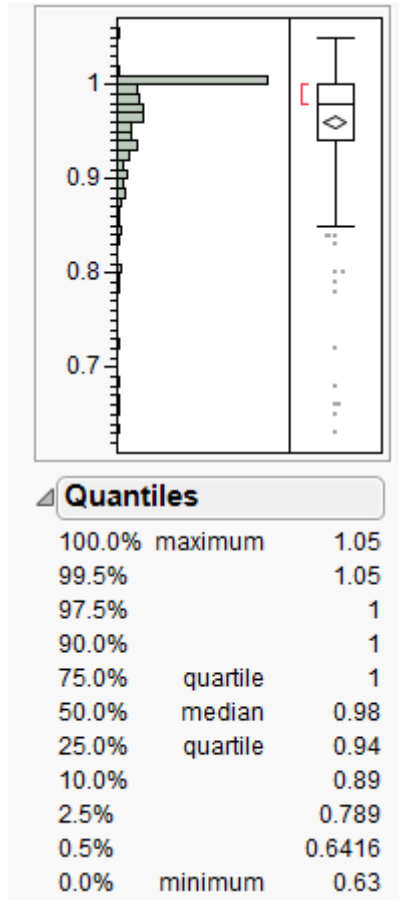 1
0.9
0.8
0.7
Quantiles
100.0% maximum 1.05
99.5% 1.05
97.5% 1
90.0% 1
75.0% quartile 1
50.0% median 0.98
25.0% quartile 0.94
10.0% 0.89
2.5% 0.789
0.5% 0.6416
0.0% minimum 0.63